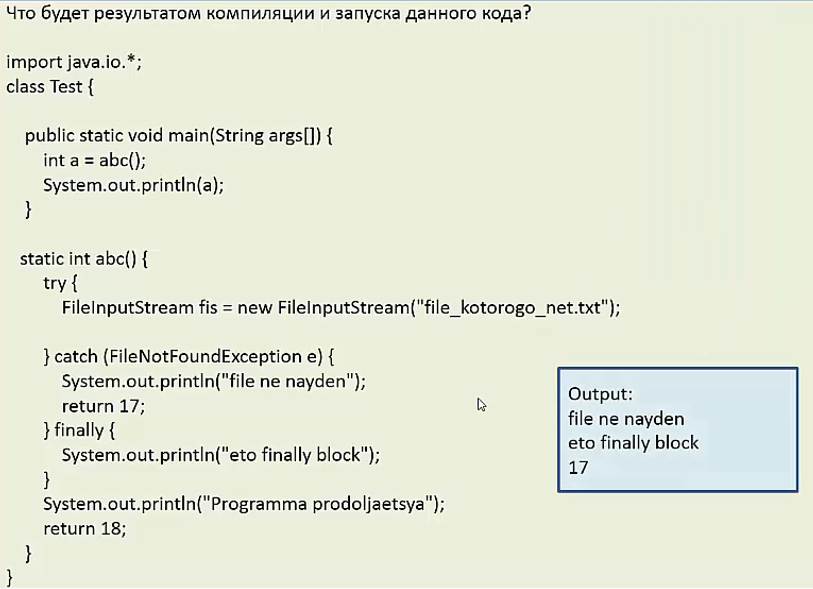 Что будет результатом компиляции и запуска данного кода?
import java.io.*;
class Test {
public static void main(String args[]) {
int a = abc();
System.out.println(a);
}
static int abc() {
try {
FileInputStream fis = new FileInputStream("file_kotorogo_net.txt");
} catch (FileNotFoundException e) {
System.out.println("file ne nayden");
return 17;
} finally {
System.out.println("eto finally block");
}
System.out.println("Programma prodoljaetsya");
return 18;
}
}
Output:
file ne nayden
eto finally block
17